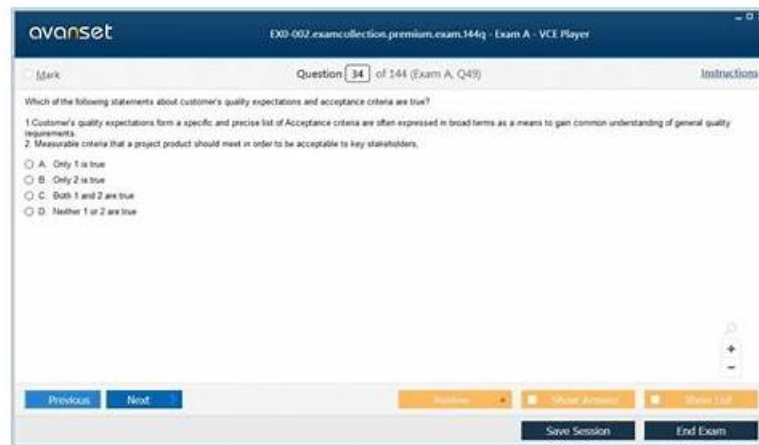 avanset
EX0-002.examcollection.premium.exam.144q - Exam A - VCE Player
Mark
Question 34 of 144 (Exam A, Q49)
Instructions
Which of the following statements about customer's quality expectations and acceptance criteria are true?
1.Customer's quality expectations form a specific and precise list of Acceptance criteria are often expressed in broad terms as a means to gain common understanding of general quality
requirements.
2. Measurable criteria that a project product should meet in order to be acceptable to key stakeholders.
A. Only 1 is true
B. Only 2 is true
C. Both 1 and 2 are true
D. Neither 1 or 2 are true
Previous
Next
Review
Show Answer
Show List
Save Session
End Exam